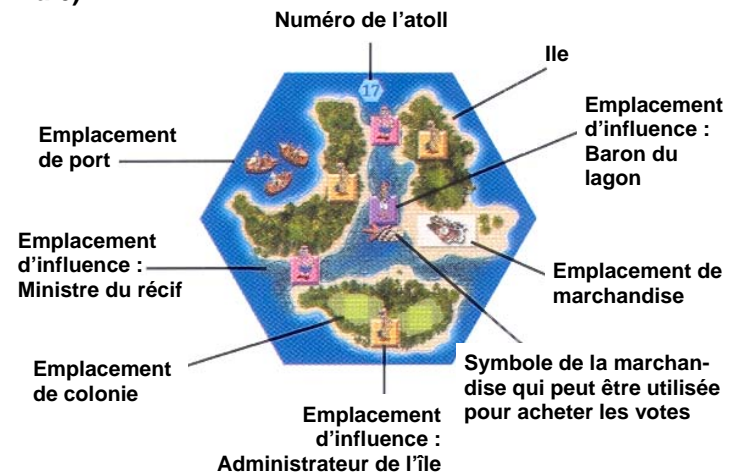 Numéro de l’atoll
Ile
17
Emplacement
d’influence :
Baron du
lagon
Emplacement
de port
Emplacement
d’influence :
Ministre du récif
Emplacement de
marchandise
Emplacement
de colonie
Symbole de la marchan-
dise qui peut être utilisée
pour acheter les votes
Emplacement
d’influence :
Administrateur de l’île